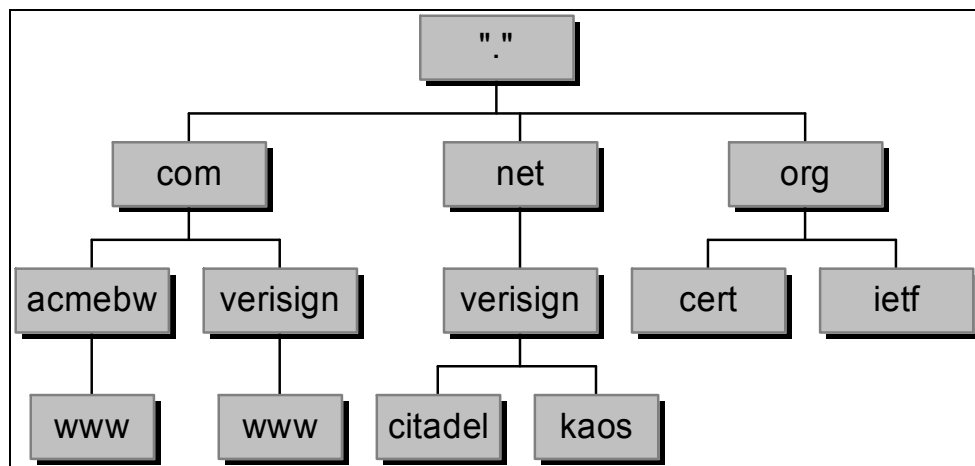 "."
com net org
acmebw verisign verisign cert ietf
www www citadel kaos